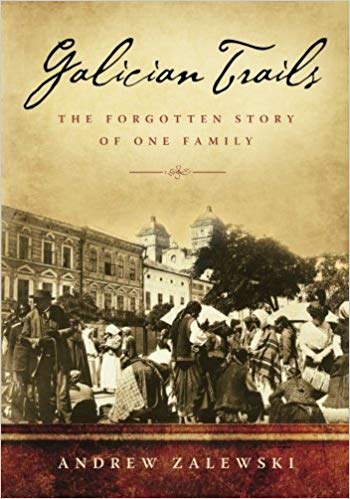 Galician Trails
THE FORGOTTEN STORY
OF ONE FAMILY
ANDREW ZALEWSKI